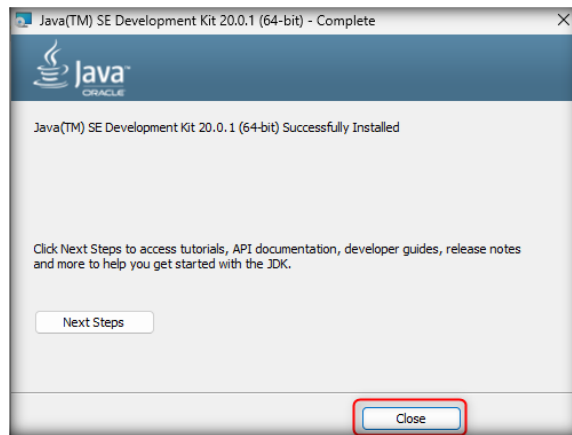 Java(TM) SE Development Kit 20.0.1 (64-bit) - Complete
Java™
ORACLE
Java(TM) SE Development Kit 20.0.1 (64-bit) Successfully Installed
Click Next Steps to access tutorials, API documentation, developer guides, release notes
and more to help you get started with the JDK.
Next Steps
Close